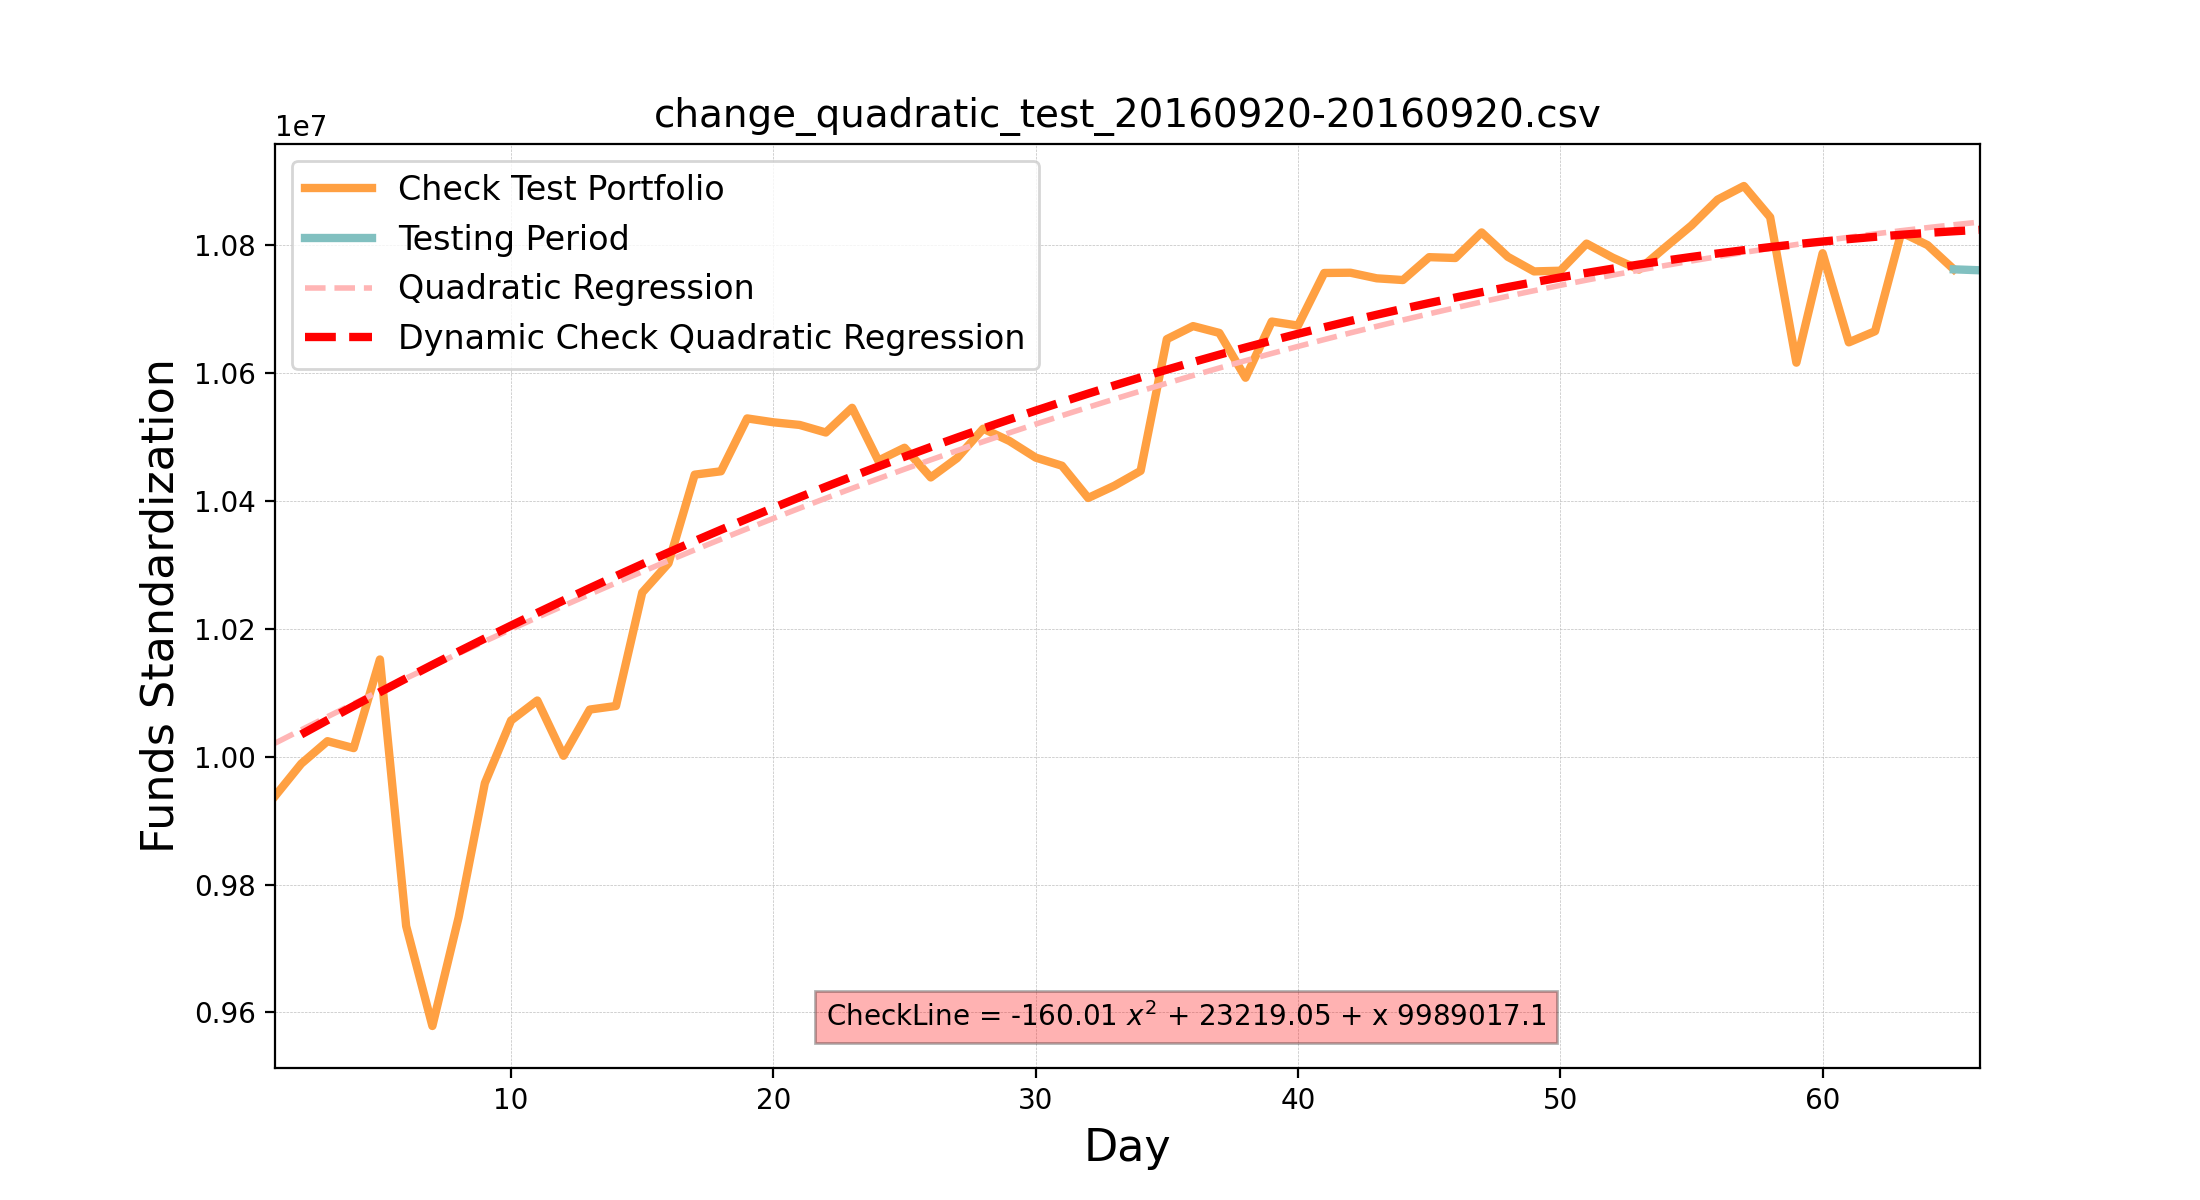 change_quadratic_test_20160920-20160920.csv
1e7
Check Test Portfolio
Testing Period
Quadratic Regression
Dynamic Check Quadratic Regression
1.08
1.06
1.04
1.02
1.00
0.98
0.96
Funds Standardization
CheckLine = -160.01 x² + 23219.05 + x 9989017.1
10 20 30 40 50 60
Day